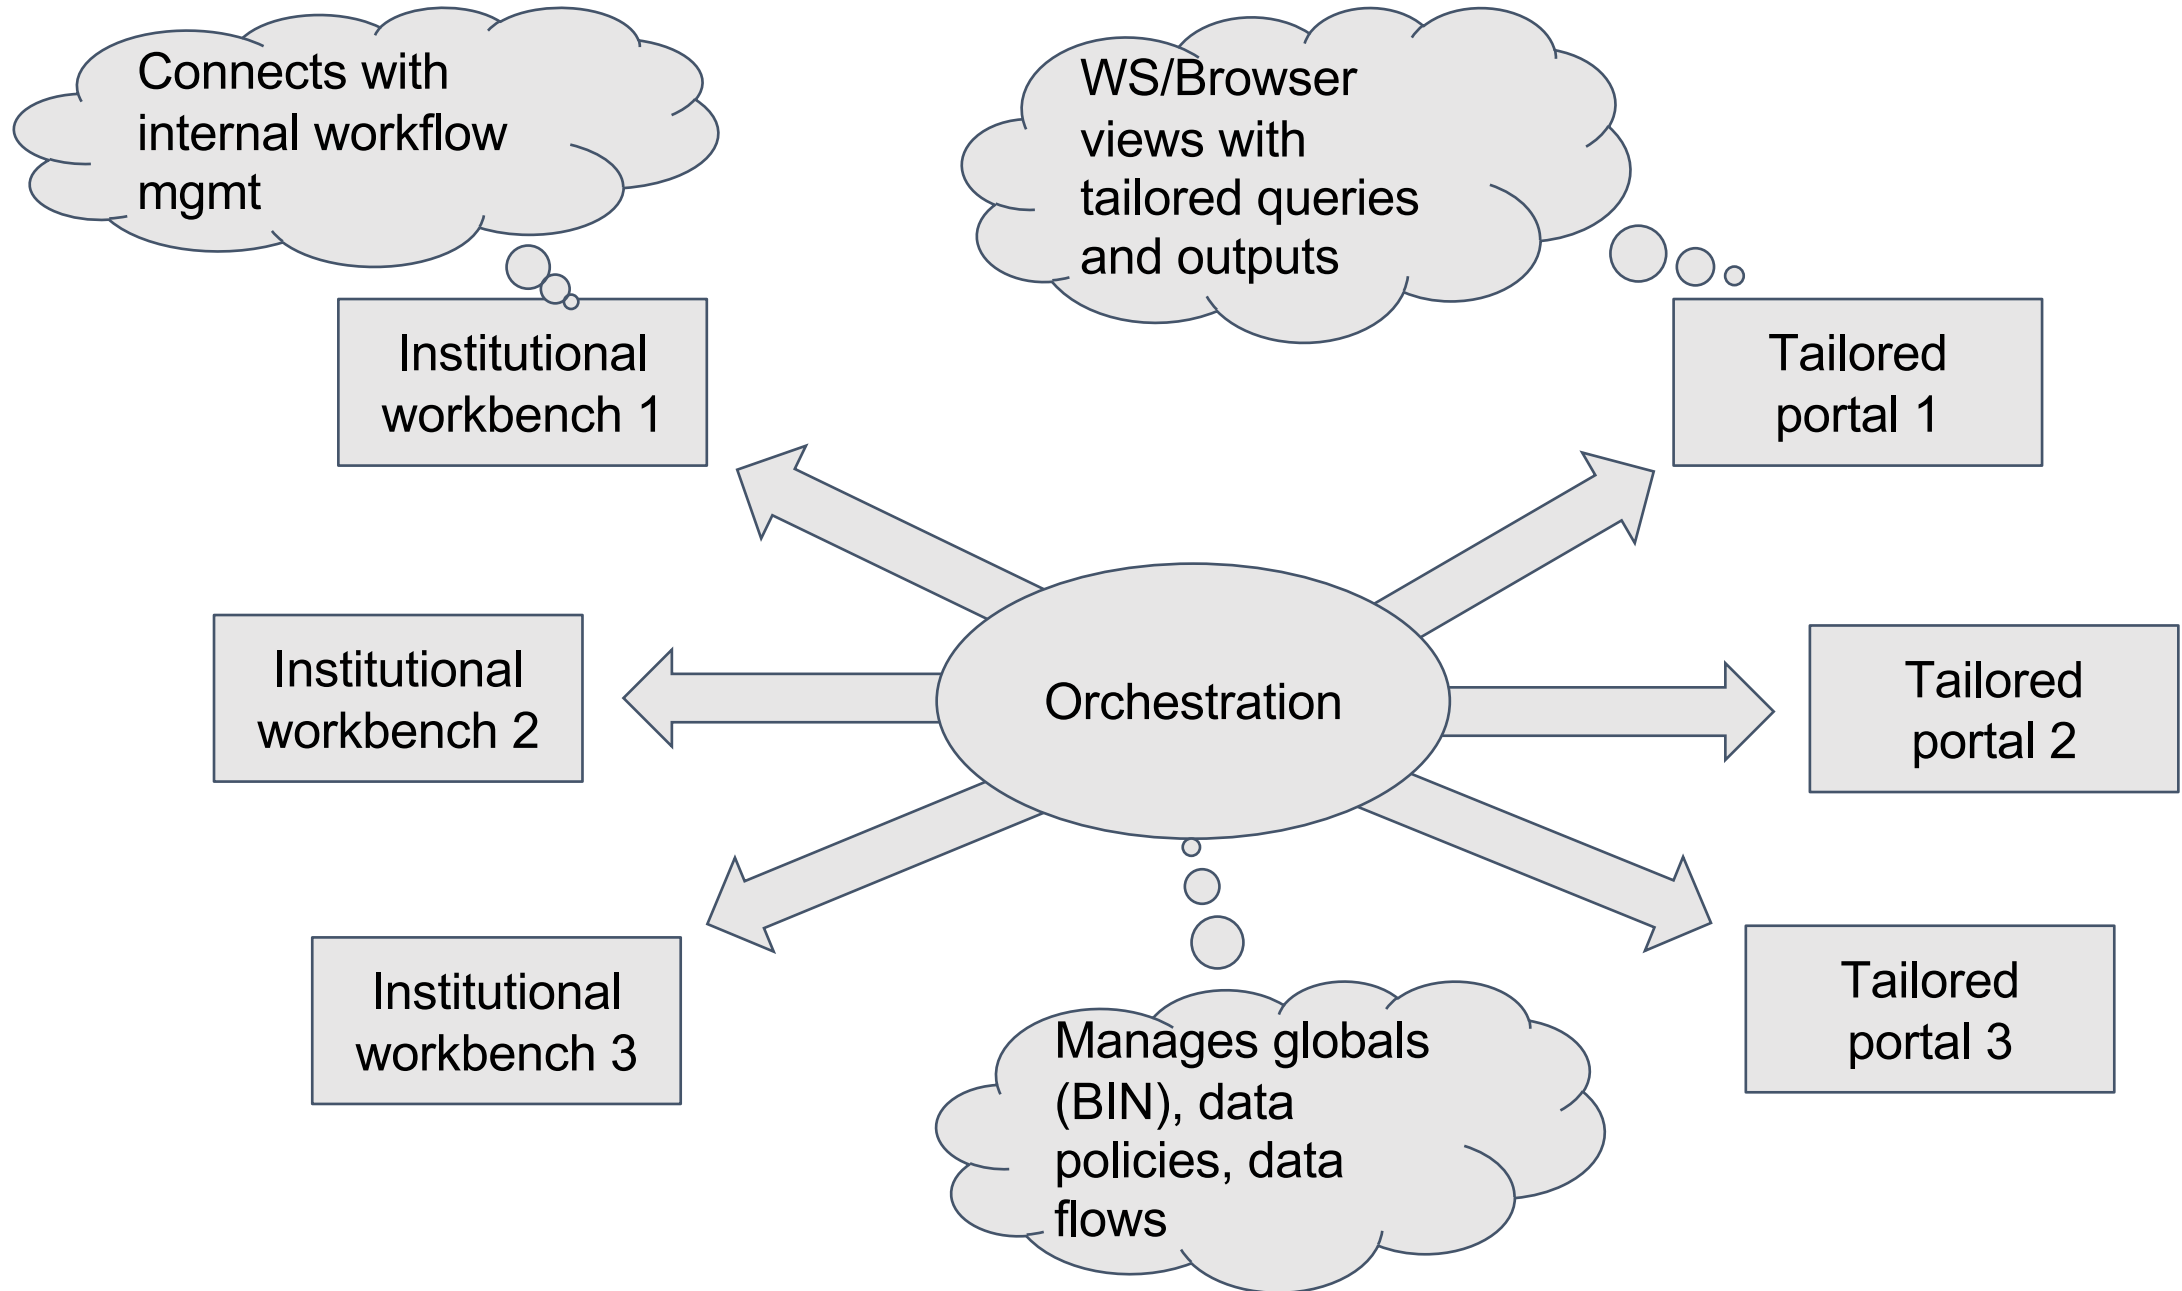 Connects with
internal workflow
mgmt
WS/Browser
views with
tailored queries
and outputs
Institutional
workbench 1
Tailored
portal 1
Institutional
workbench 2
Orchestration
Tailored
portal 2
Institutional
workbench 3
Tailored
portal 3
Manages globals
(BIN), data
policies, data
flows